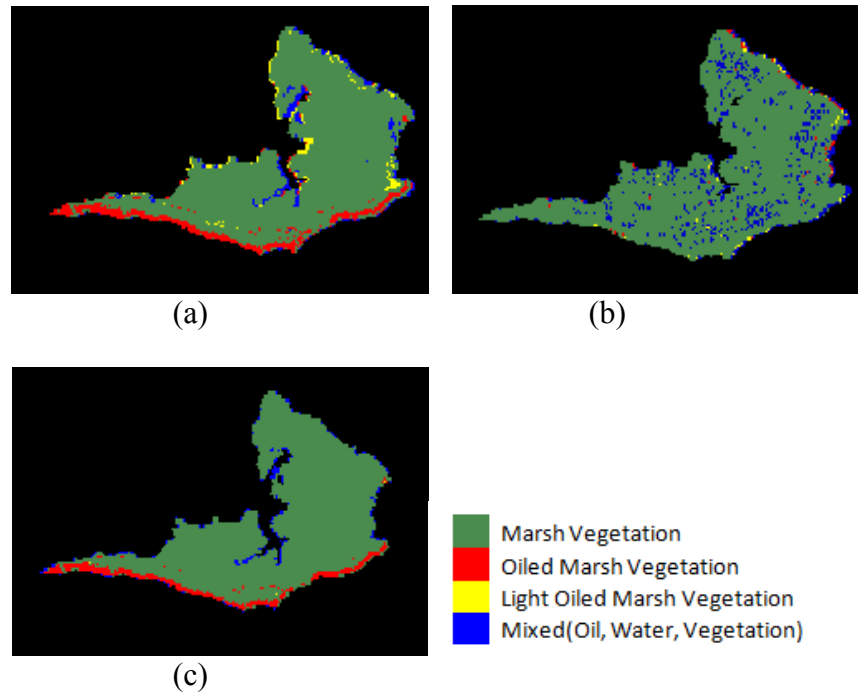 (a)
(b)
(c)
Marsh Vegetation
Oiled Marsh Vegetation
Light Oiled Marsh Vegetation
Mixed(Oil, Water, Vegetation)